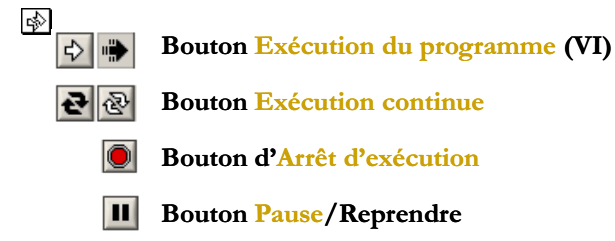 Bouton Exécution du programme (VI)
Bouton Exécution continue
Bouton d’Arrêt d’exécution
Bouton Pause/Reprendre